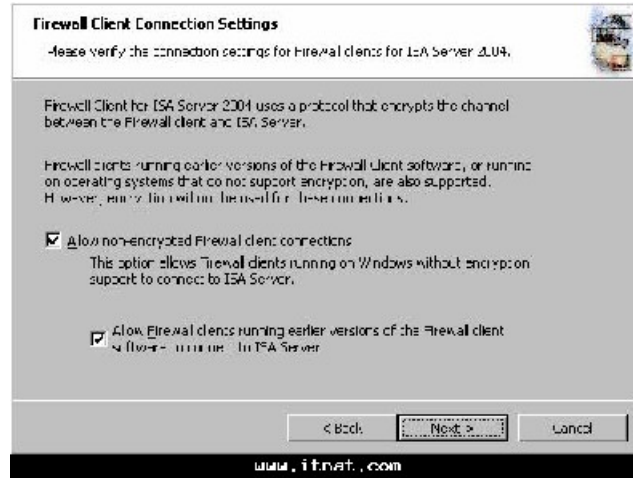 Firewall Client Connection Settings
Please verify the connection settings for Firewall clients for ISA Server 2004.
Firewall Client for ISA Server 2004 uses a protocol that encrypts the channel
between the Firewall client and ISA Server.
Firewall clients running earlier versions of the Firewall Client software, or running
on operating systems that do not support encryption, are also supported.
However, encryption will not be used for these connections.
Allow non-encrypted Firewall client connections
This option allows Firewall clients running on Windows without encryption
support to connect to ISA Server.
Allow Firewall clients running earlier versions of the Firewall client
software to connect to ISA Server
< Back
Next >
Cancel
www.itnat.com